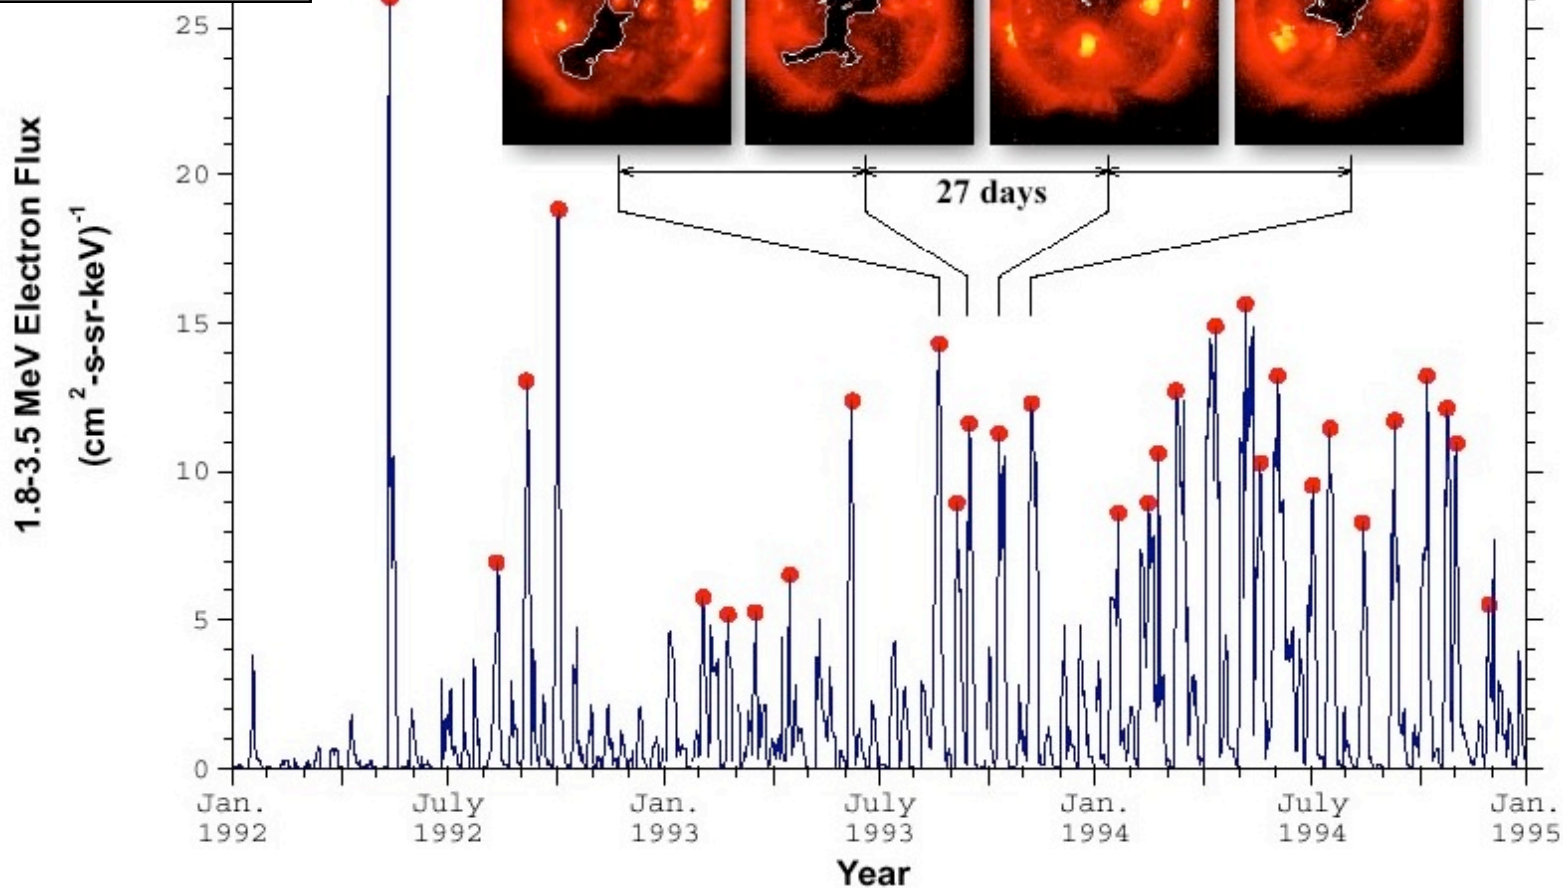 25
20
15
10
5
0
1.8-3.5 MeV Electron Flux
(cm²-s-sr-keV)⁻¹
27 days
Jan. July Jan. July Jan. July Jan.
1992 1992 1993 1993 1994 1994 1995
Year